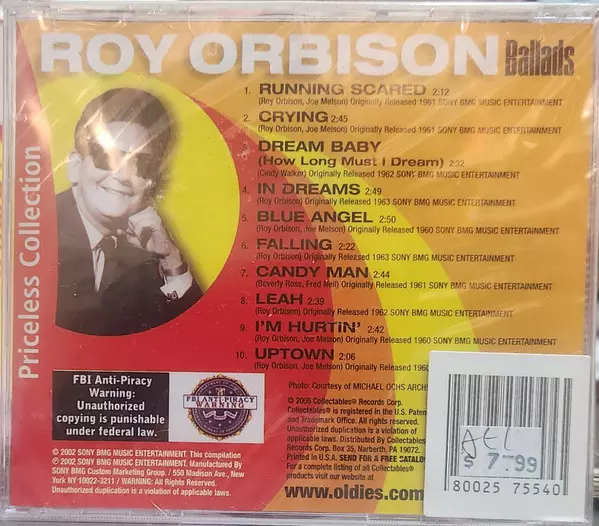 ROY ORBISON Ballads
Priceless Collection
1. RUNNING SCARED 2:12
(Roy Orbison, Joe Melson) Originally Released 1961 SONY BMG MUSIC ENTERTAINMENT
2. CRYING 2:45
(Roy Orbison, Joe Melson) Originally Released 1961 SONY BMG MUSIC ENTERTAINMENT
3. DREAM BABY
(How Long Must I Dream) 2:32
(Cindy Walker) Originally Released 1962 SONY BMG MUSIC ENTERTAINMENT
4. IN DREAMS 2:49
(Roy Orbison) Originally Released 1963 SONY BMG MUSIC ENTERTAINMENT
5. BLUE ANGEL 2:50
(Roy Orbison, Joe Melson) Originally Released 1960 SONY BMG MUSIC ENTERTAINMENT
6. FALLING 2:22
(Roy Orbison) Originally Released 1963 SONY BMG MUSIC ENTERTAINMENT
7. CANDY MAN 2:44
(Beverly Ross, Fred Neil) Originally Released 1961 SONY BMG MUSIC ENTERTAINMENT
8. LEAH 2:39
(Roy Orbison) Originally Released 1962 SONY BMG MUSIC ENTERTAINMENT
9. I'M HURTIN' 2:42
(Roy Orbison, Joe Melson) Originally Released 1960 SONY
10. UPTOWN 2:06
(Roy Orbison, Joe Melson) Originally Released 1960 SONY
FBI Anti-Piracy
Warning:
Unauthorized
copying is punishable
under federal law.
FBI ANTI-PIRACY
WARNING
© 2002 SONY BMG MUSIC ENTERTAINMENT. This compilation
℗ 2002 SONY BMG MUSIC ENTERTAINMENT. Manufactured By
SONY BMG Custom Marketing Group. / 550 Madison Ave., New
York NY 10022-3211 / WARNING: All Rights Reserved.
Unauthorized duplication is a violation of applicable laws.
Photo: Courtesy of MICHAEL OCHS ARCH
© 2005 Collectables® Records Corp.
Collectables® is registered in the U.S. Paten
and Trademark Office. All rights reserved.
Unauthorized duplication is a violation of
applicable laws. Distributed By Collectables
Records Corp. Box 35, Narberth, PA 19072.
Printed in U.S.A. SEND FOR A FREE CATALO
For a complete listing of all Collectables®
products visit our website at
www.oldies.com
AEC
$ 7.99
80025 75540